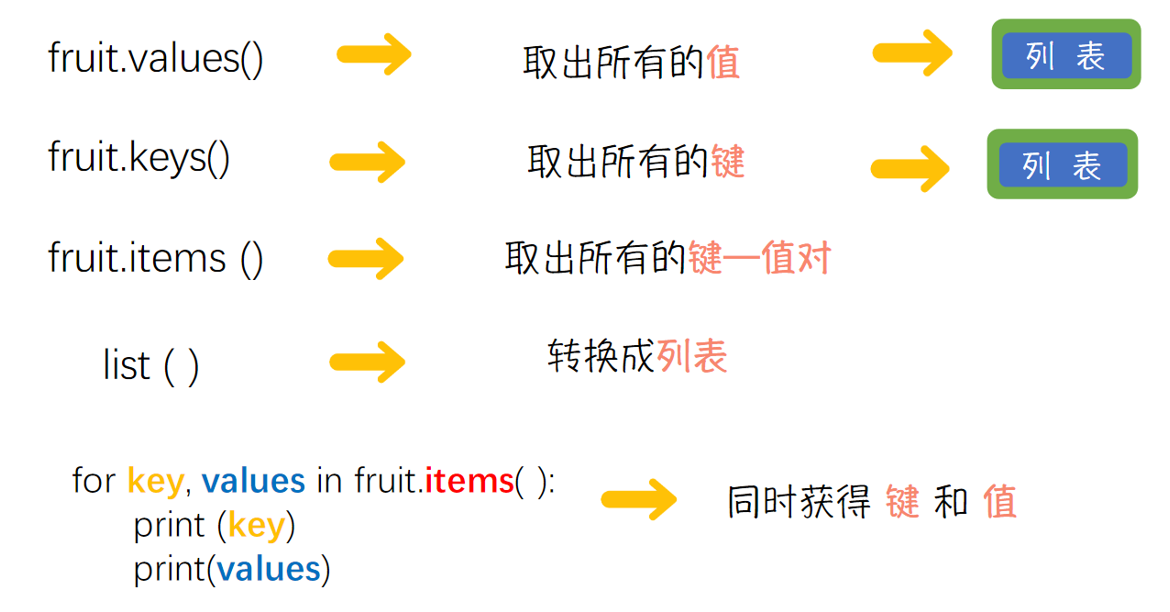 fruit.values() 取出所有的值 列 表
fruit.keys() 取出所有的键 列 表
fruit.items () 取出所有的键—值对
list ( ) 转换成列表
for key, values in fruit.items( ):
print (key)
print(values)
同时获得 键 和 值